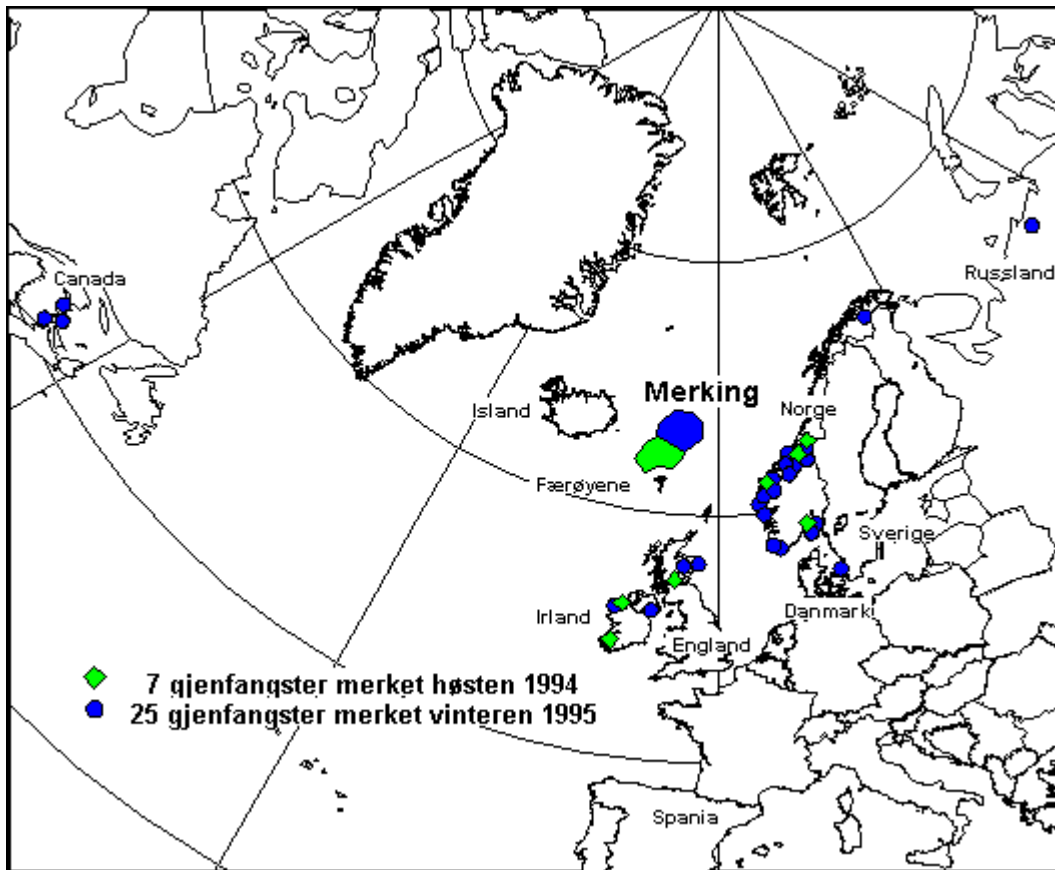 Canada
Russland
Merking
Island
Norge
Færøyene
Sverige
Irland
Danmark
England
7 gjenfangster merket høsten 1994
25 gjenfangster merket vinteren 1995
Spania